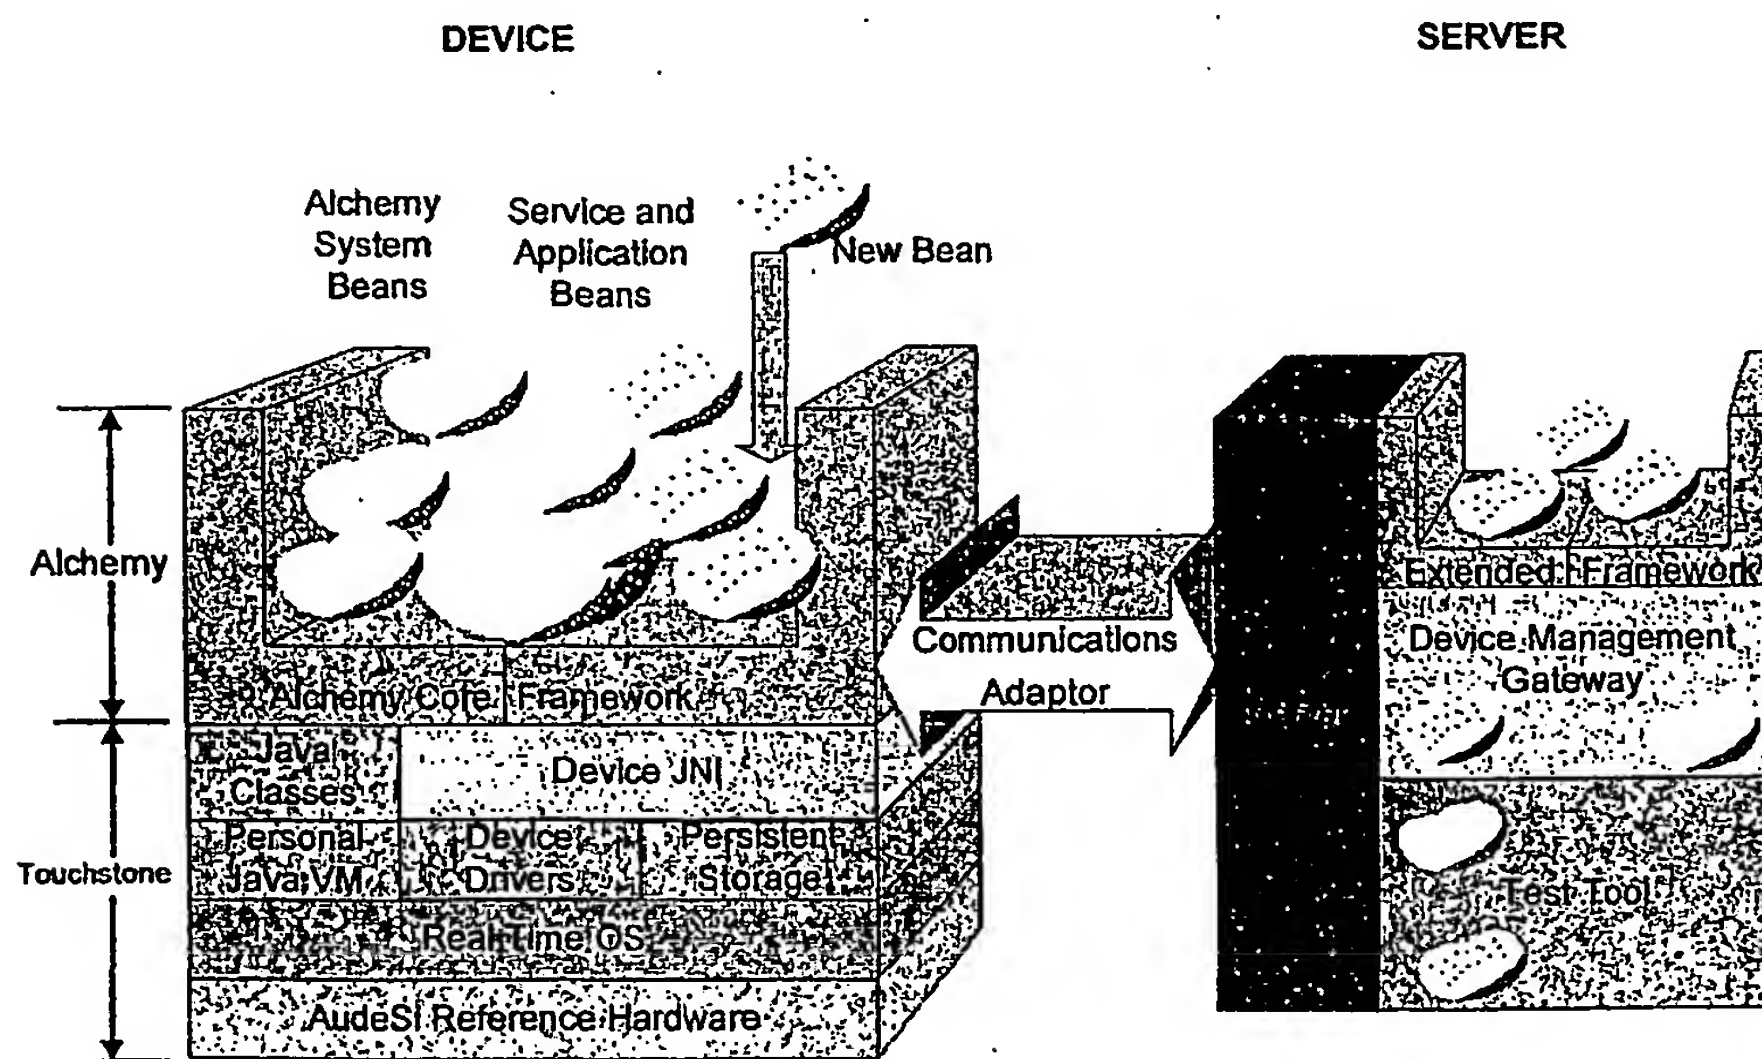 DEVICE
SERVER
Alchemy
System
Beans
Service and
Application
Beans
New Bean
Alchemy
Communications
Adaptor
Alchemy Core Framework
Extended Framework
Device Management
Gateway
Java
Classes
Device JNI
Touchstone
Personal
Java VM
Device
Drivers
Persistent
Storage
Test Tool
Real Time OS
AudeSI Reference Hardware